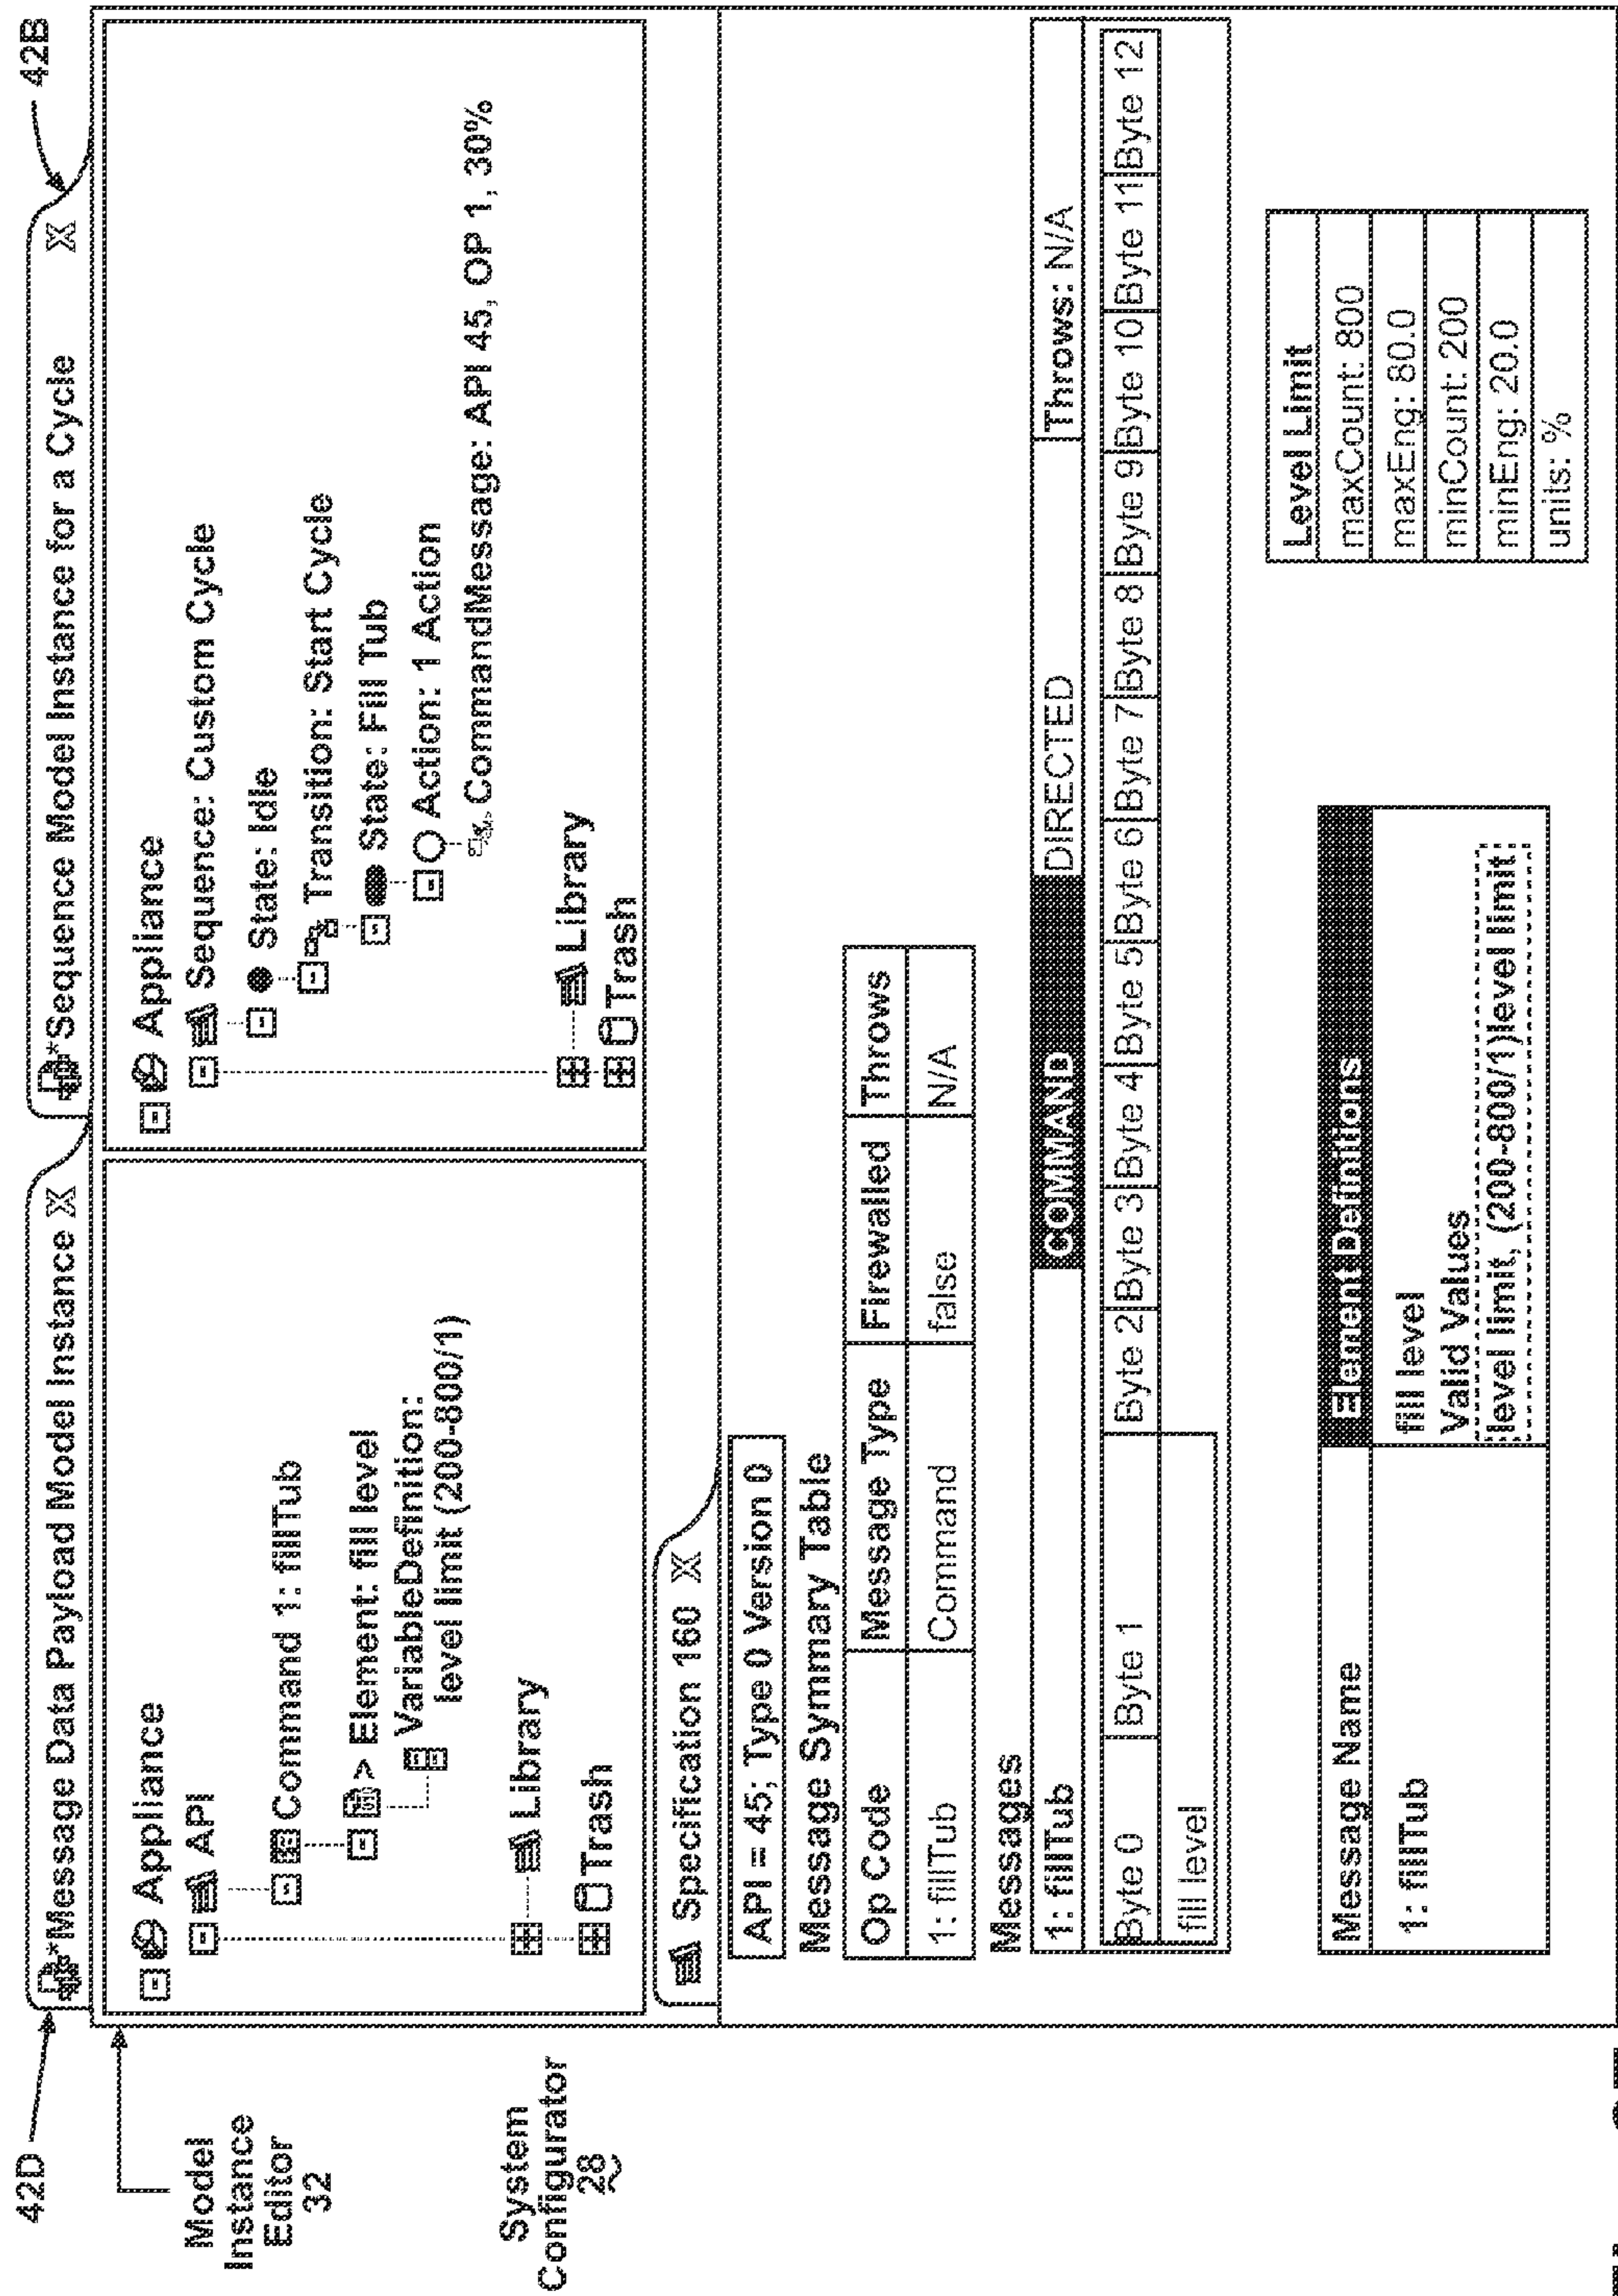 42D
42B
*Message Data Payload Model Instance X
*Sequence Model Instance for a Cycle X
Model
Instance
Editor
32
System
Configurator
28
Appliance
API
Command 1: fillTub
> Element: fill level
VariableDefinition:
level limit (200-800/1)
Library
Trash
Appliance
Sequence: Custom Cycle
State: Idle
Transition: Start Cycle
State: Fill Tub
Action: 1 Action
CommandMessage: API 45, OP 1, 30%
Library
Trash
Specification 160 X
API = 45; Type 0 Version 0
Message Symmary Table
Op Code Message Type Firewalled Throws
1: fillTub Command false N/A
Messages
1: fillTub COMMAND DIRECTED Throws: N/A
Byte 0 Byte 1 Byte 2 Byte 3 Byte 4 Byte 5 Byte 6 Byte 7 Byte 8 Byte 9 Byte 10 Byte 11 Byte 12
fill level
Message Name Element Definitions
1: fillTub
fill level
Valid Values
level limit, (200-800/1)level limit
Level Limit
maxCount: 800
maxEng: 80.0
minCount: 200
minEng: 20.0
units: %